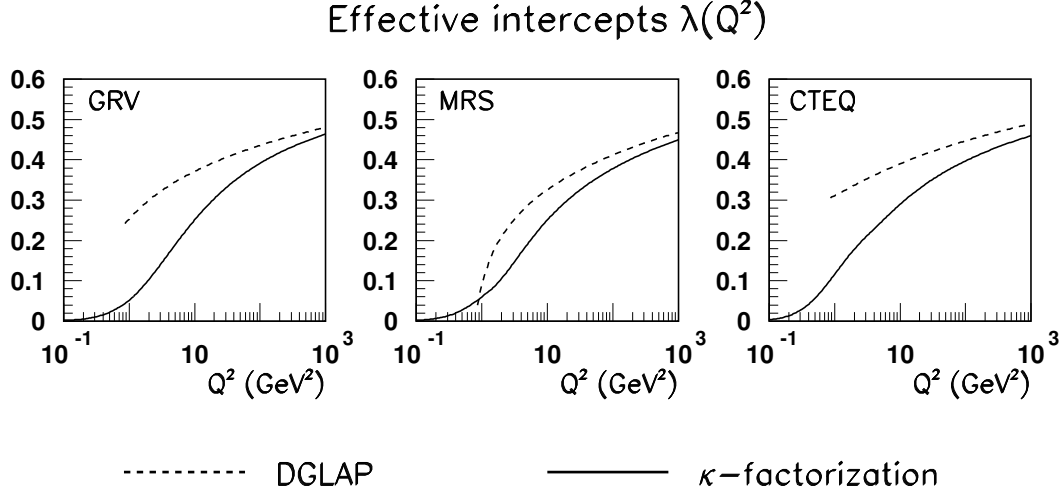 Effective intercepts λ(Q²)
0.6 0.6 0.6
GRV MRS CTEQ
0.5 0.5 0.5
0.4 0.4 0.4
0.3 0.3 0.3
0.2 0.2 0.2
0.1 0.1 0.1
0 0 0
10⁻¹ 10 10³ 10⁻¹ 10 10³ 10⁻¹ 10 10³
Q² (GeV²) Q² (GeV²) Q² (GeV²)
DGLAP κ−factorization